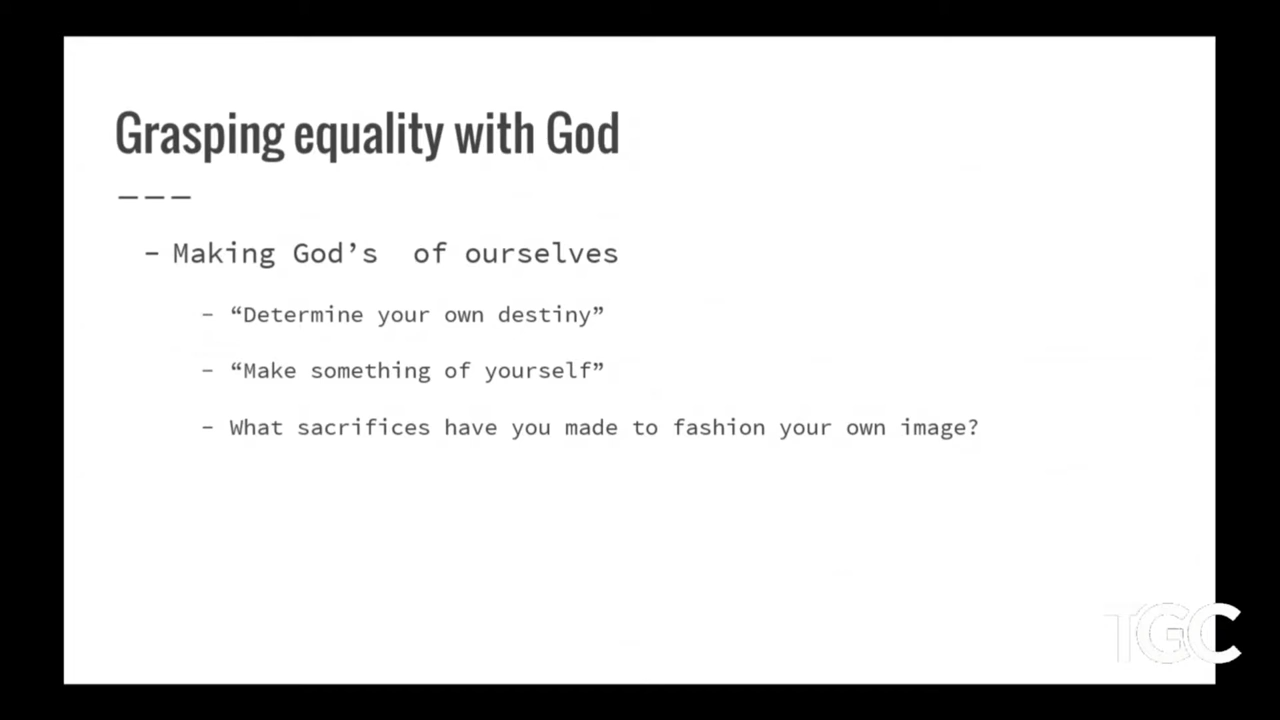 Grasping equality with God
– Making God’s  of ourselves
– “Determine your own destiny”
– “Make something of yourself”
– What sacrifices have you made to fashion your own image?
TGC